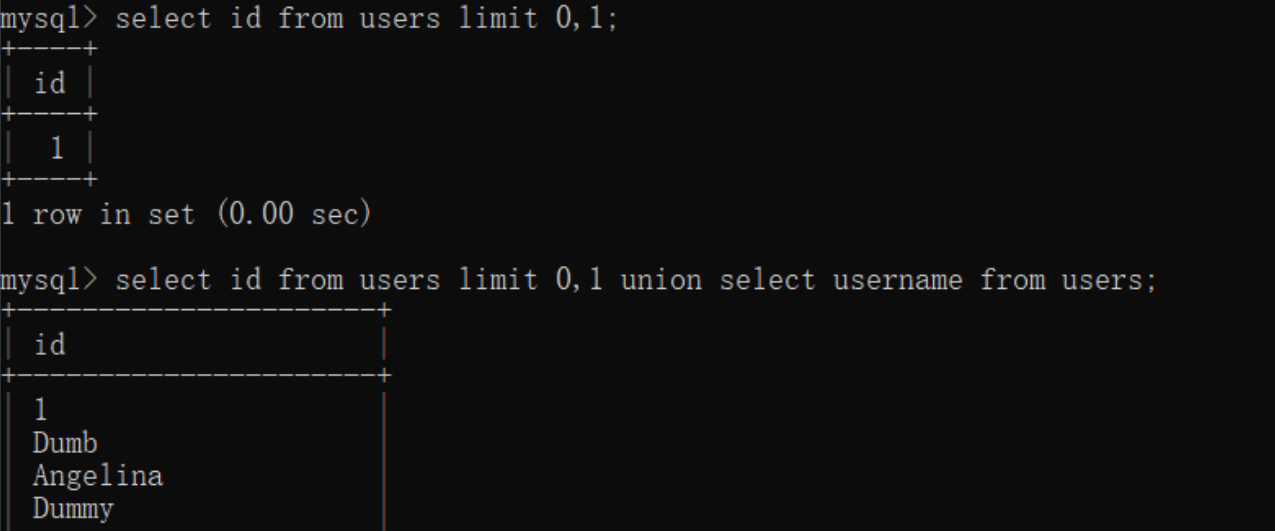 mysql> select id from users limit 0,1;
+----+
| id |
+----+
|  1 |
+----+
1 row in set (0.00 sec)
mysql> select id from users limit 0,1 union select username from users;
+----------------------+
| id                   |
+----------------------+
| 1                    |
| Dumb                 |
| Angelina             |
| Dummy                |